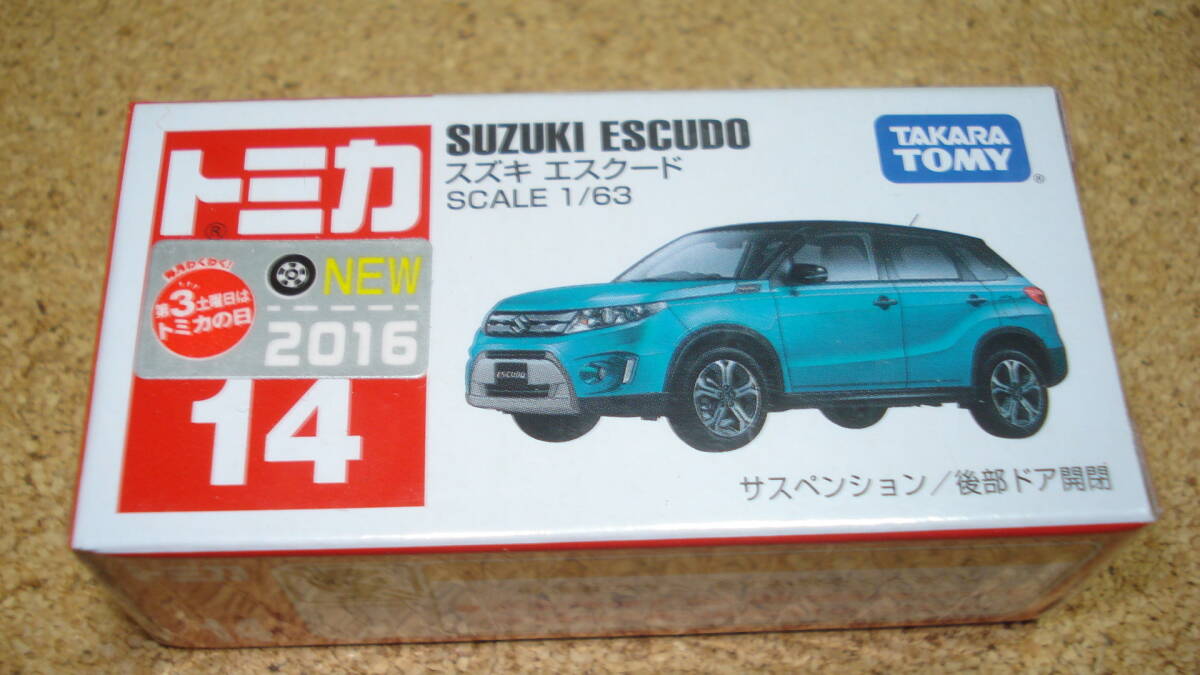 トミカ
®
毎月わくわく!
第3土曜日は
トミカの日
NEW
2016
14
SUZUKI ESCUDO
スズキ エスクード
SCALE 1/63
TAKARA
TOMY
®
ESCUDO
サスペンション/後部ドア開閉